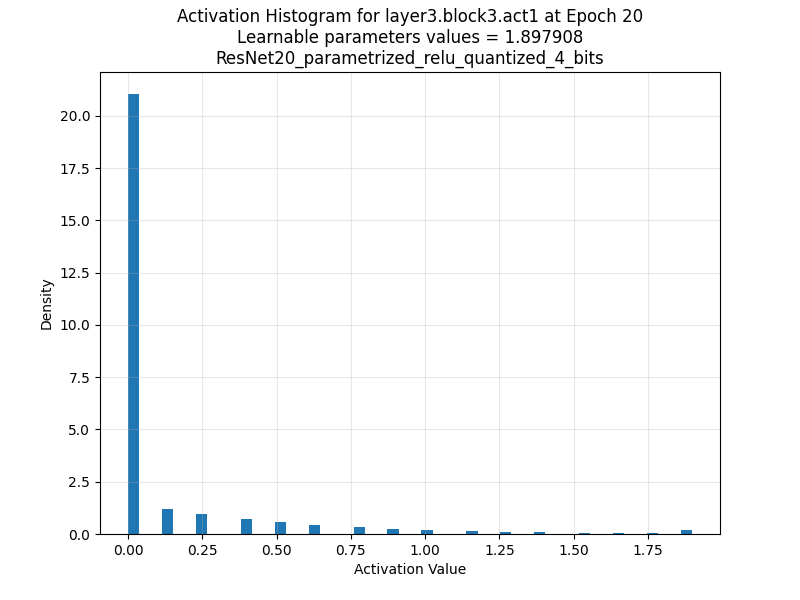 Activation Histogram for layer3.block3.act1 at Epoch 20
Learnable parameters values = 1.897908
ResNet20_parametrized_relu_quantized_4_bits
Density
20.0
17.5
15.0
12.5
10.0
7.5
5.0
2.5
0.0
0.00 0.25 0.50 0.75 1.00 1.25 1.50 1.75
Activation Value